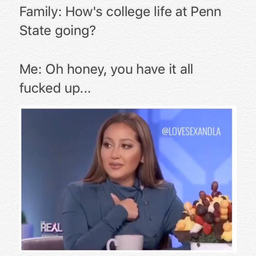 Family: How's college life at Penn
State going?
Me: Oh honey, you have it all
fucked up...
@LOVESEXANDLA
THE
REAL